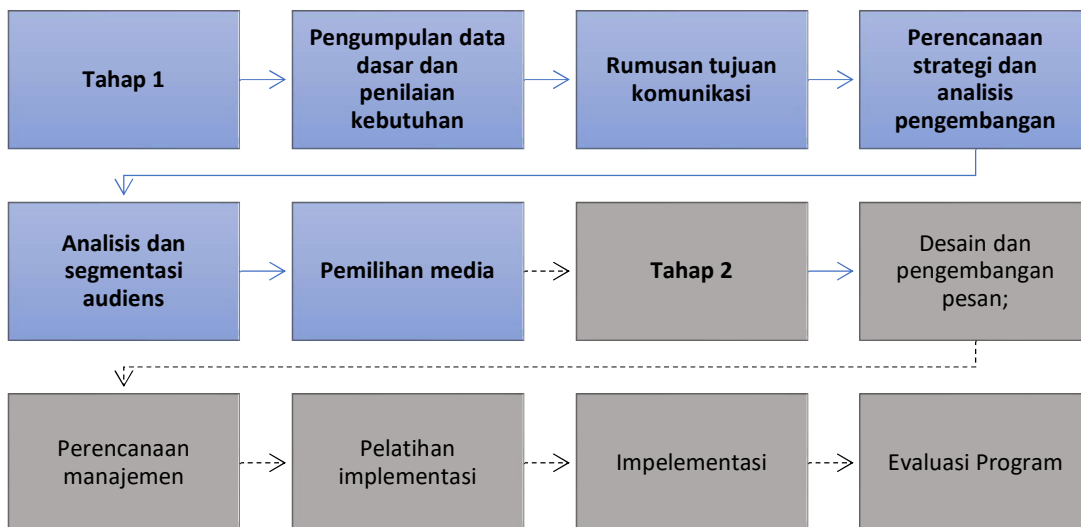 Tahap 1
Pengumpulan data
dasar dan
penilaian
kebutuhan
Rumusan tujuan
komunikasi
Perencanaan
strategi dan
analisis
pengembangan
Analisis dan
segmentasi
audiens
Pemilihan media
Tahap 2
Desain dan
pengembangan
pesan;
Perencanaan
manajemen
Pelatihan
implementasi
Impelementasi
Evaluasi Program